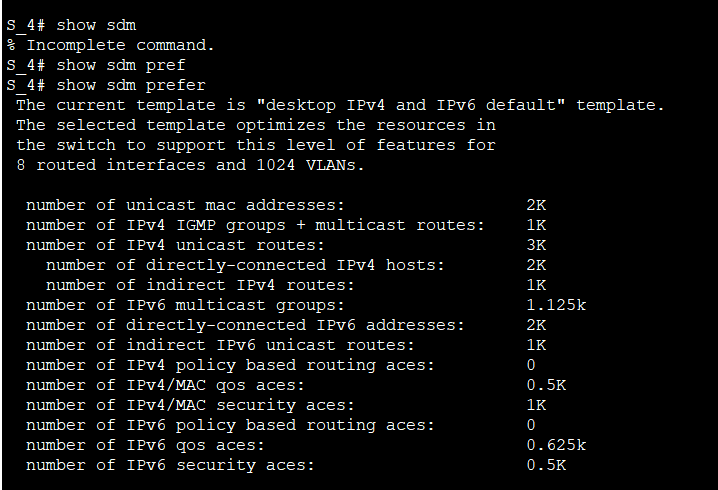 S_4# show sdm
% Incomplete command.
S_4# show sdm pref
S_4# show sdm prefer
The current template is "desktop IPv4 and IPv6 default" template.
The selected template optimizes the resources in
the switch to support this level of features for
8 routed interfaces and 1024 VLANs.
number of unicast mac addresses: 2K
number of IPv4 IGMP groups + multicast routes: 1K
number of IPv4 unicast routes: 3K
number of directly-connected IPv4 hosts: 2K
number of indirect IPv4 routes: 1K
number of IPv6 multicast groups: 1.125k
number of directly-connected IPv6 addresses: 2K
number of indirect IPv6 unicast routes: 1K
number of IPv4 policy based routing aces: 0
number of IPv4/MAC qos aces: 0.5K
number of IPv4/MAC security aces: 1K
number of IPv6 policy based routing aces: 0
number of IPv6 qos aces: 0.625k
number of IPv6 security aces: 0.5K